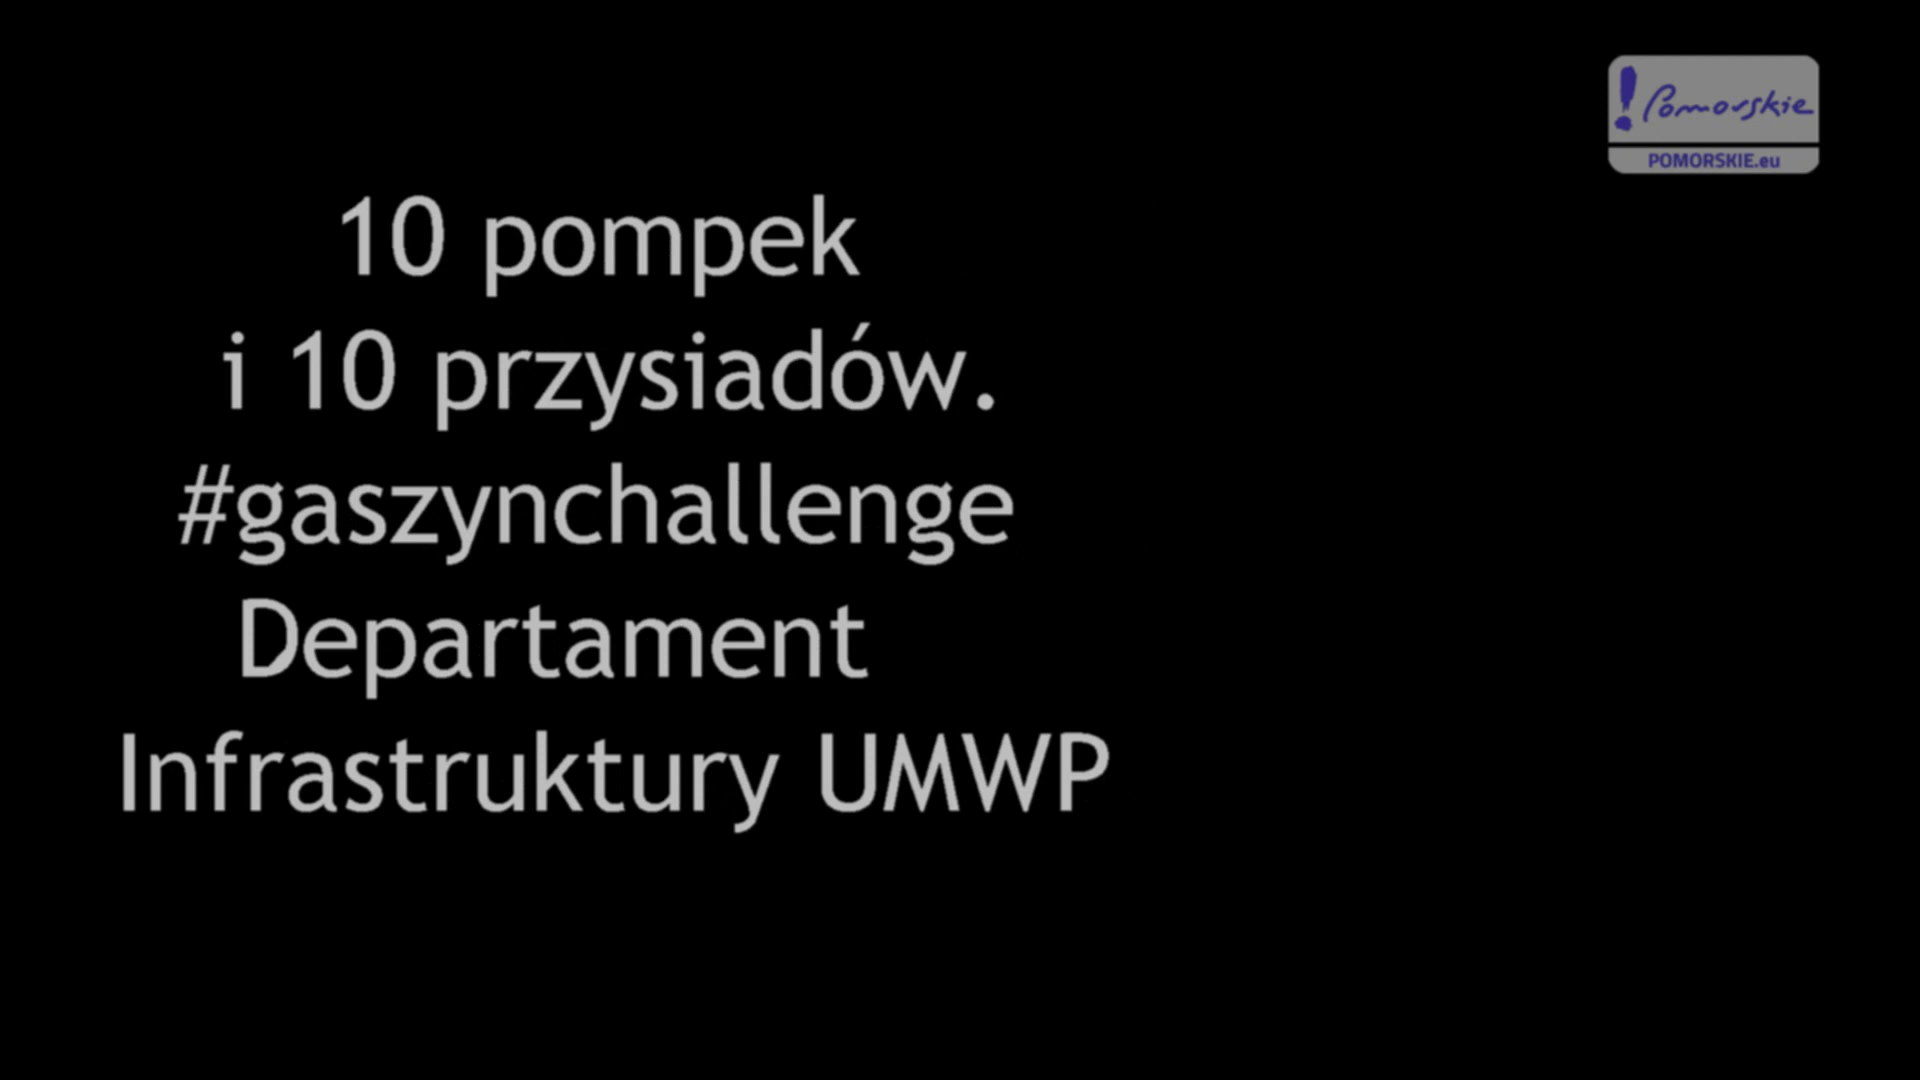 Pomorskie
POMORSKIE.eu
10 pompek
i 10 przysiadów.
#gaszynchallenge
Departament
Infrastruktury UMWP